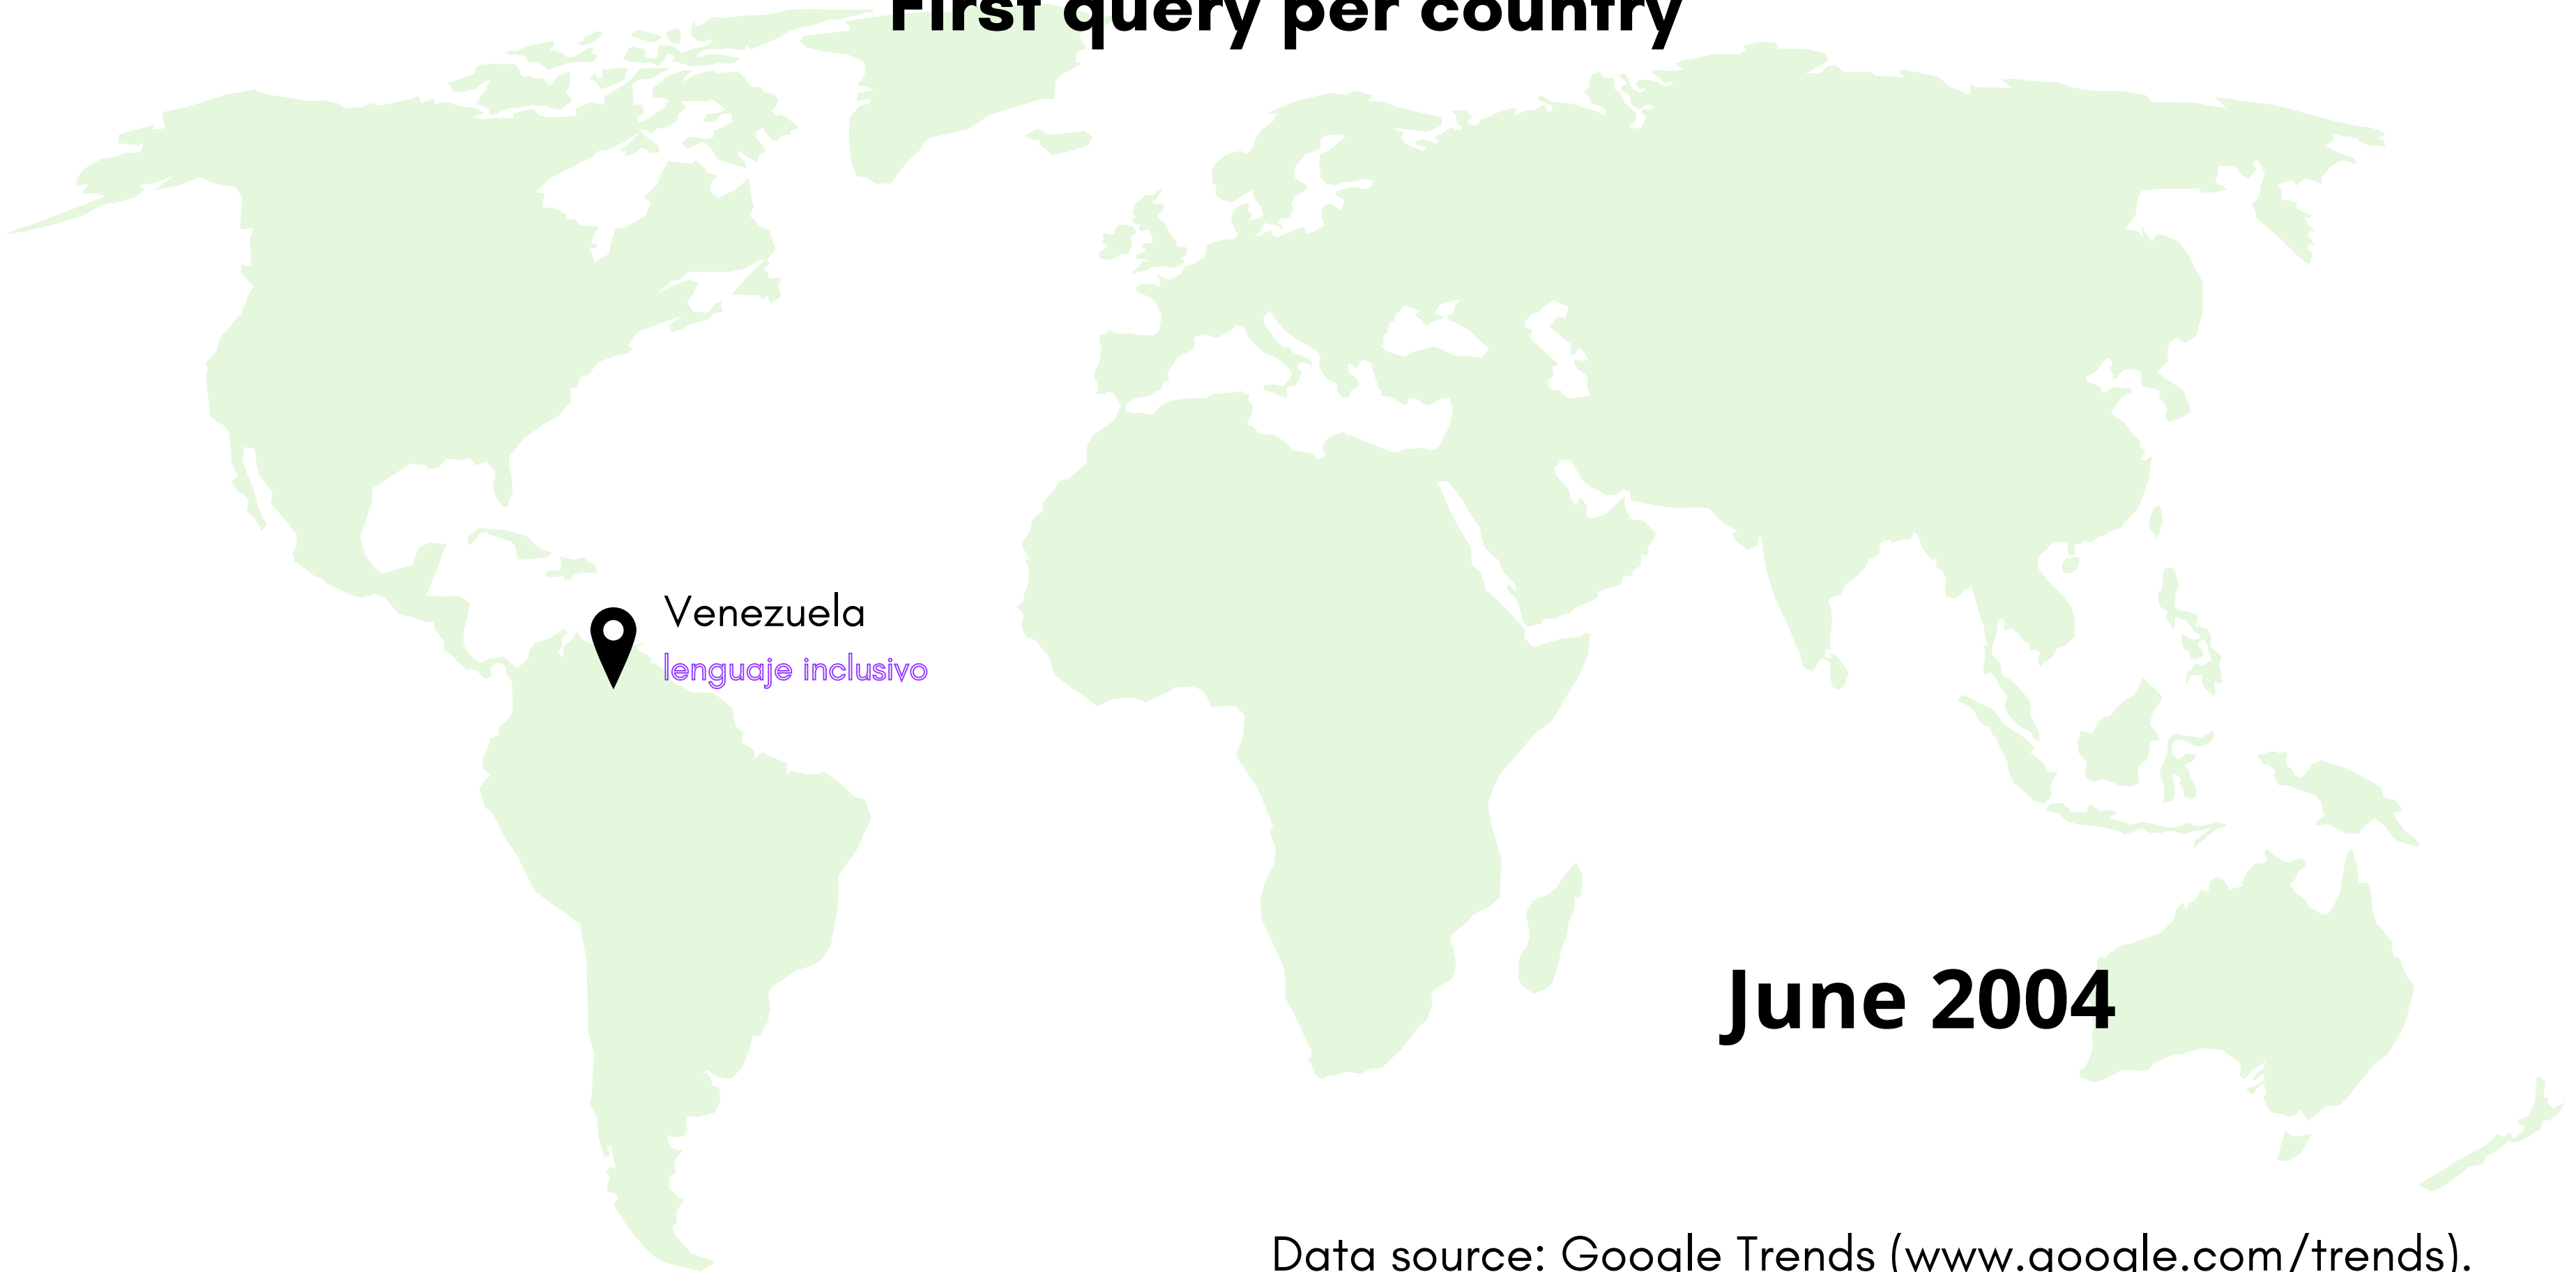 First query per country
Venezuela
lenguaje inclusivo
June 2004
Data source: Google Trends (www.google.com/trends).